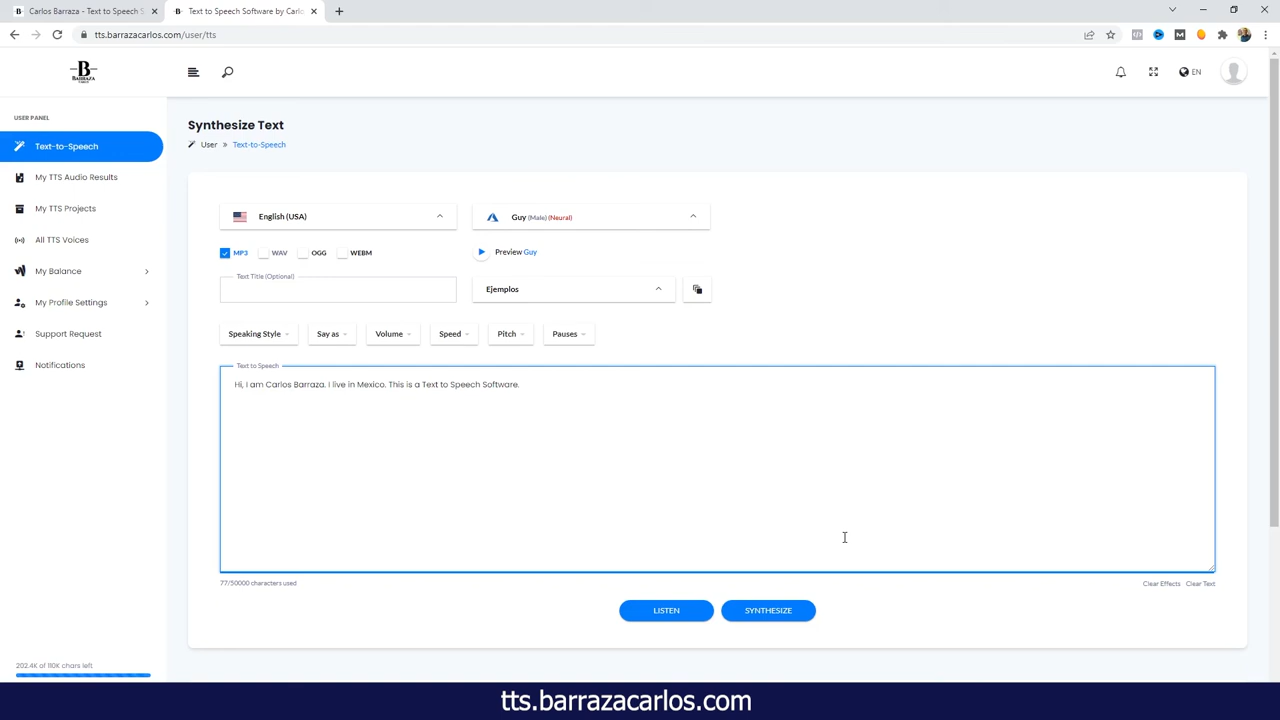 Carlos Barraza - Text to Speech S
Text to Speech Software by Carlo
tts.barrazacarlos.com/user/tts
B
BARRAZA
CARLOS
EN
USER PANEL
Text-to-Speech
My TTS Audio Results
My TTS Projects
All TTS Voices
My Balance
My Profile Settings
Support Request
Notifications
202.4K of 110K chars left
Synthesize Text
User » Text-to-Speech
English (USA)
Guy (Male) (Neural)
MP3 WAV OGG WEBM
Preview Guy
Text Title (Optional)
Ejemplos
Speaking Style Say as Volume Speed Pitch Pauses
Text to Speech
Hi, I am Carlos Barraza. I live in Mexico. This is a Text to Speech Software.
77/50000 characters used
Clear Effects Clear Text
LISTEN SYNTHESIZE
tts.barrazacarlos.com